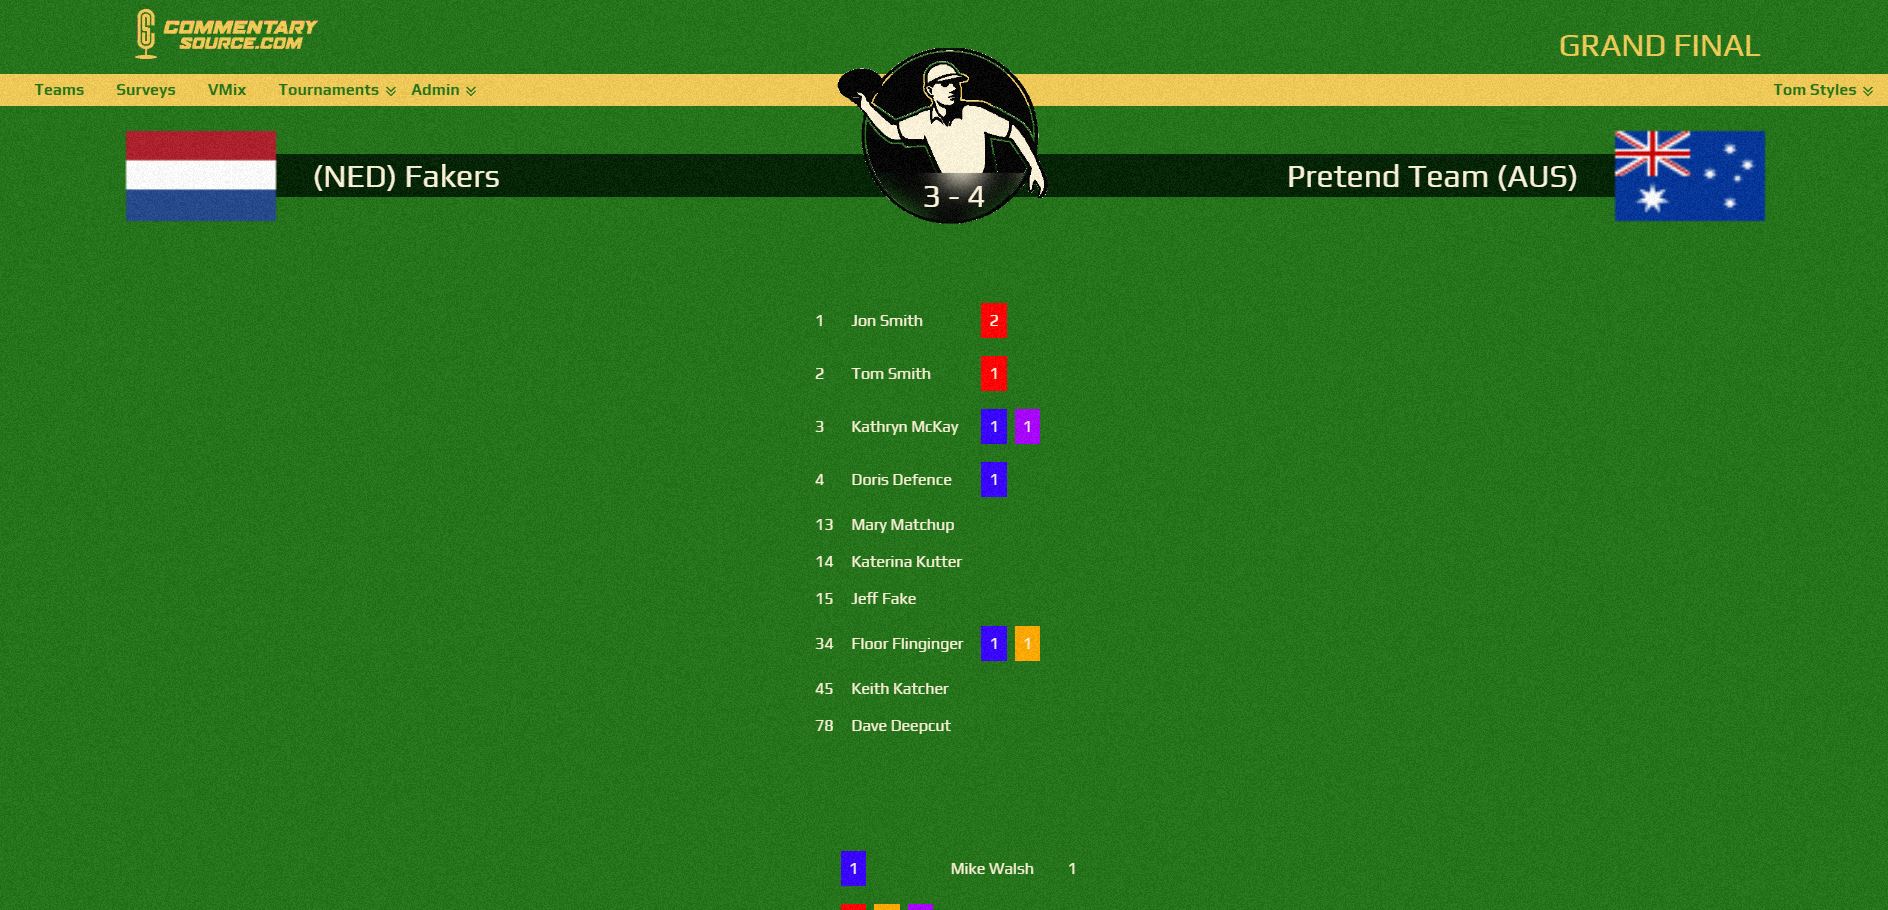 COMMENTARY
SOURCE.COM
GRAND FINAL
Teams Surveys VMix Tournaments Admin Tom Styles
(NED) Fakers 3 - 4 Pretend Team (AUS)
1 Jon Smith 2
2 Tom Smith 1
3 Kathryn McKay 1 1
4 Doris Defence 1
13 Mary Matchup
14 Katerina Kutter
15 Jeff Fake
34 Floor Flinginger 1 1
45 Keith Katcher
78 Dave Deepcut
1 Mike Walsh 1